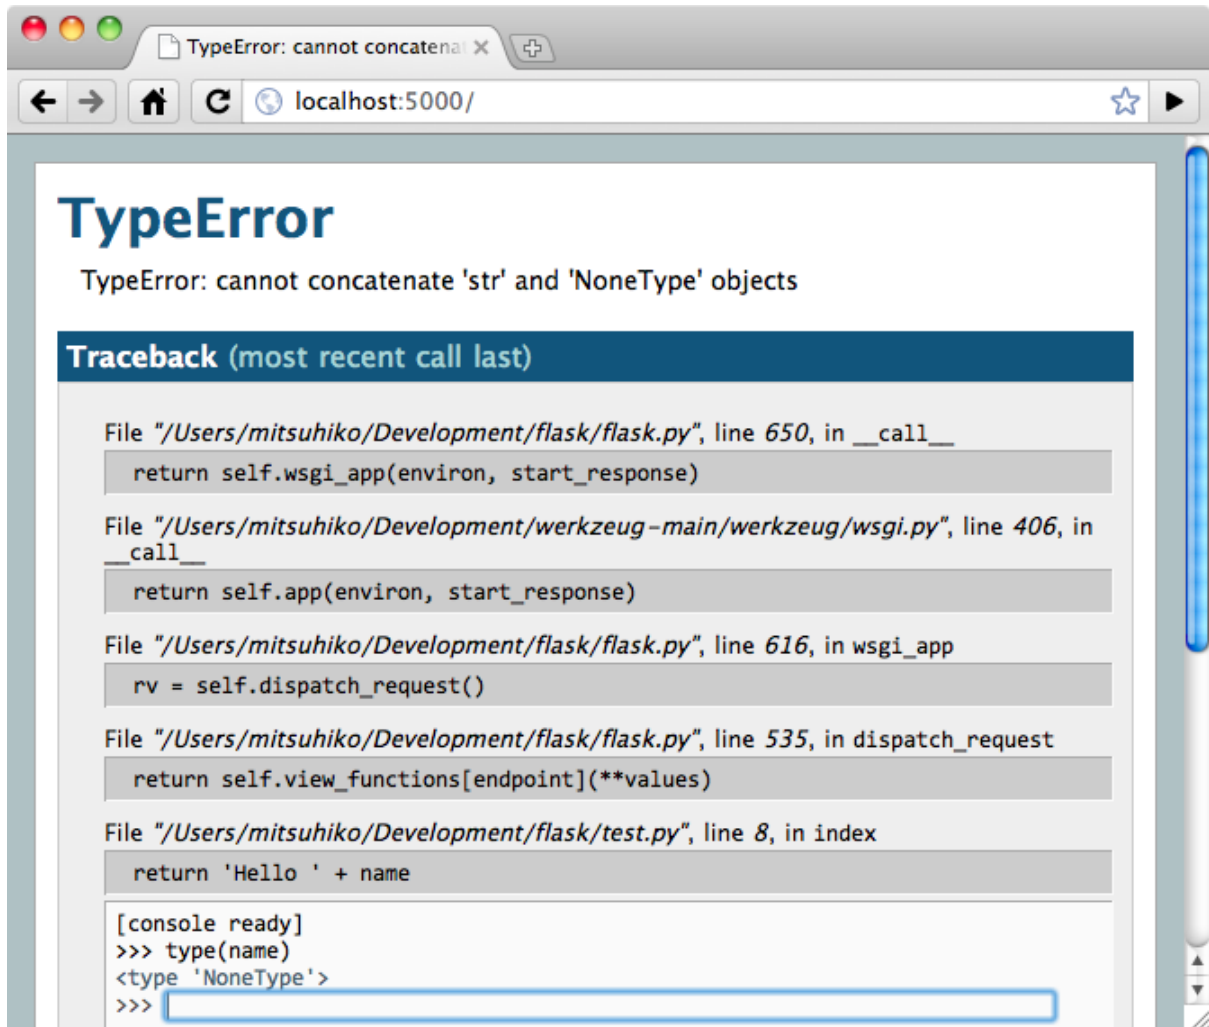 TypeError: cannot concatenat
localhost:5000/
TypeError
TypeError: cannot concatenate 'str' and 'NoneType' objects
Traceback (most recent call last)
File "/Users/mitsuhiko/Development/flask/flask.py", line 650, in __call__
return self.wsgi_app(environ, start_response)
File "/Users/mitsuhiko/Development/werkzeug-main/werkzeug/wsgi.py", line 406, in
__call__
return self.app(environ, start_response)
File "/Users/mitsuhiko/Development/flask/flask.py", line 616, in wsgi_app
rv = self.dispatch_request()
File "/Users/mitsuhiko/Development/flask/flask.py", line 535, in dispatch_request
return self.view_functions[endpoint](**values)
File "/Users/mitsuhiko/Development/flask/test.py", line 8, in index
return 'Hello ' + name
[console ready]
>>> type(name)
<type 'NoneType'>
>>>